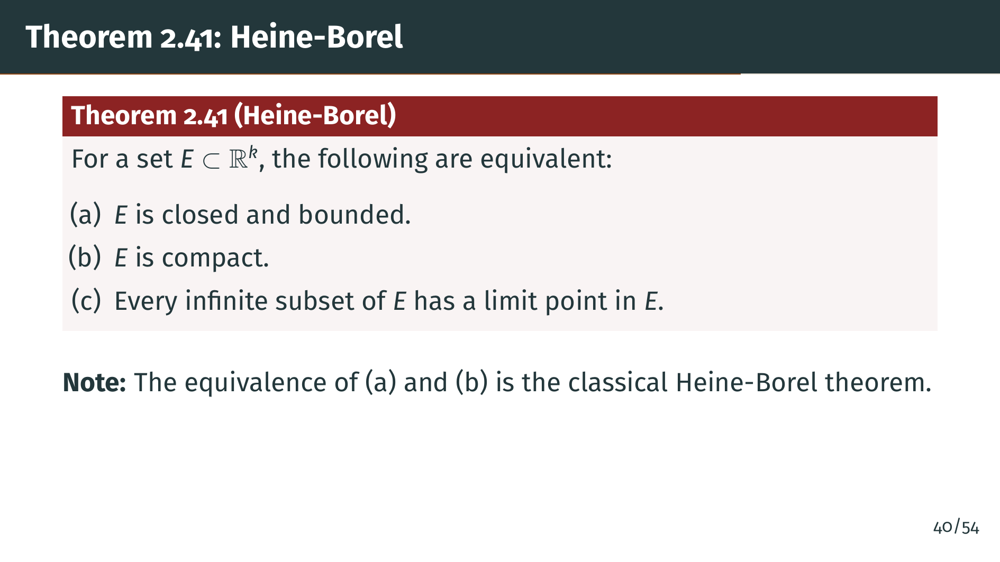 Theorem 2.41: Heine-Borel
Theorem 2.41 (Heine-Borel)
For a set E ⊂ ℝᵏ, the following are equivalent:
(a) E is closed and bounded.
(b) E is compact.
(c) Every infinite subset of E has a limit point in E.
Note: The equivalence of (a) and (b) is the classical Heine-Borel theorem.
40/54